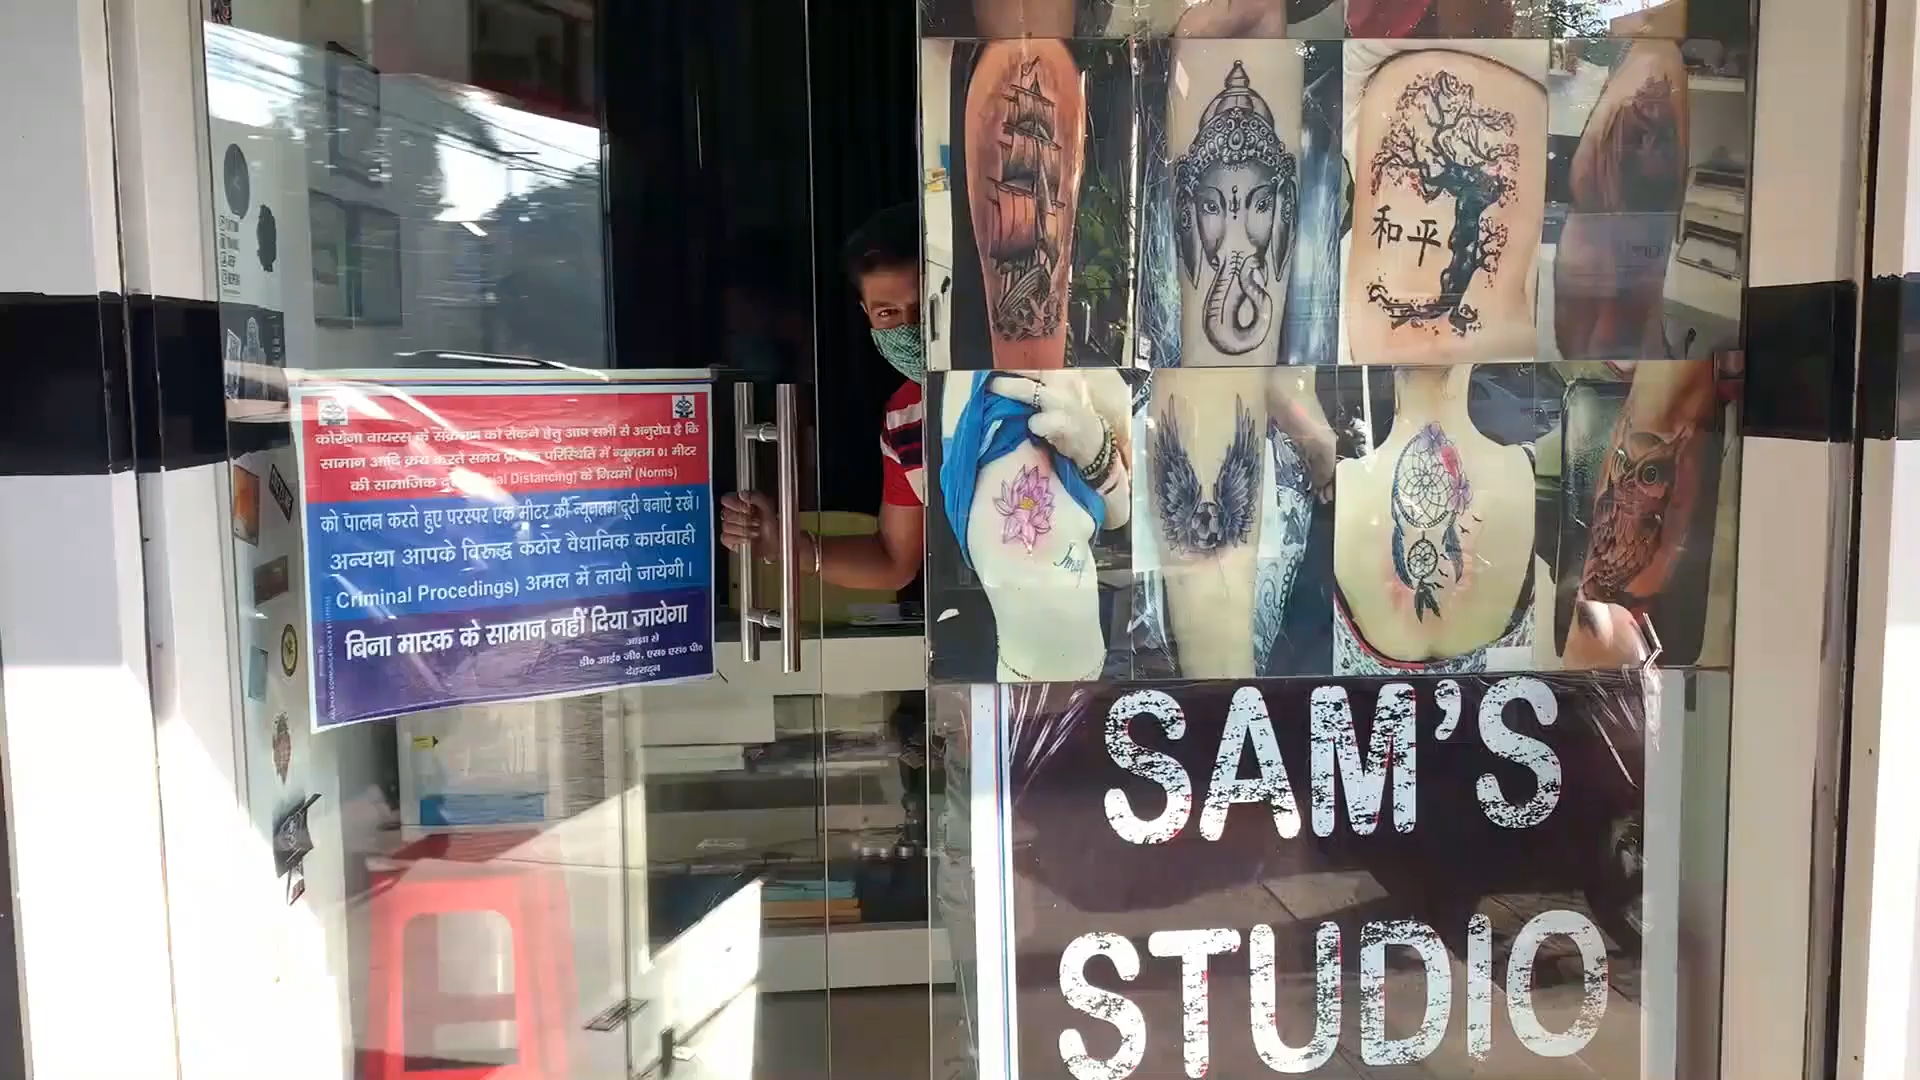 कोरोना वायरस के संक्रमण को रोकने हेतु आप सभी से अनुरोध है कि
सामान आदि क्रय करते समय प्रत्येक परिस्थिति में न्यूनतम 01 मीटर
की सामाजिक Distancing) के नियमों (Norms)
को पालन करते हुए परस्पर एक मीटर की न्यूनतम दूरी बनाऐं रखें।
अन्यथा आपके विरूद्ध कठोर वैधानिक कार्यवाही
Criminal Procedings) अमल में लायी जायेगी।
बिना मास्क के सामान नहीं दिया जायेगा
आज्ञा से
डी० आई० जी०, एस० एस० पी०
देहरादून
和平
SAM'S
STUDIO